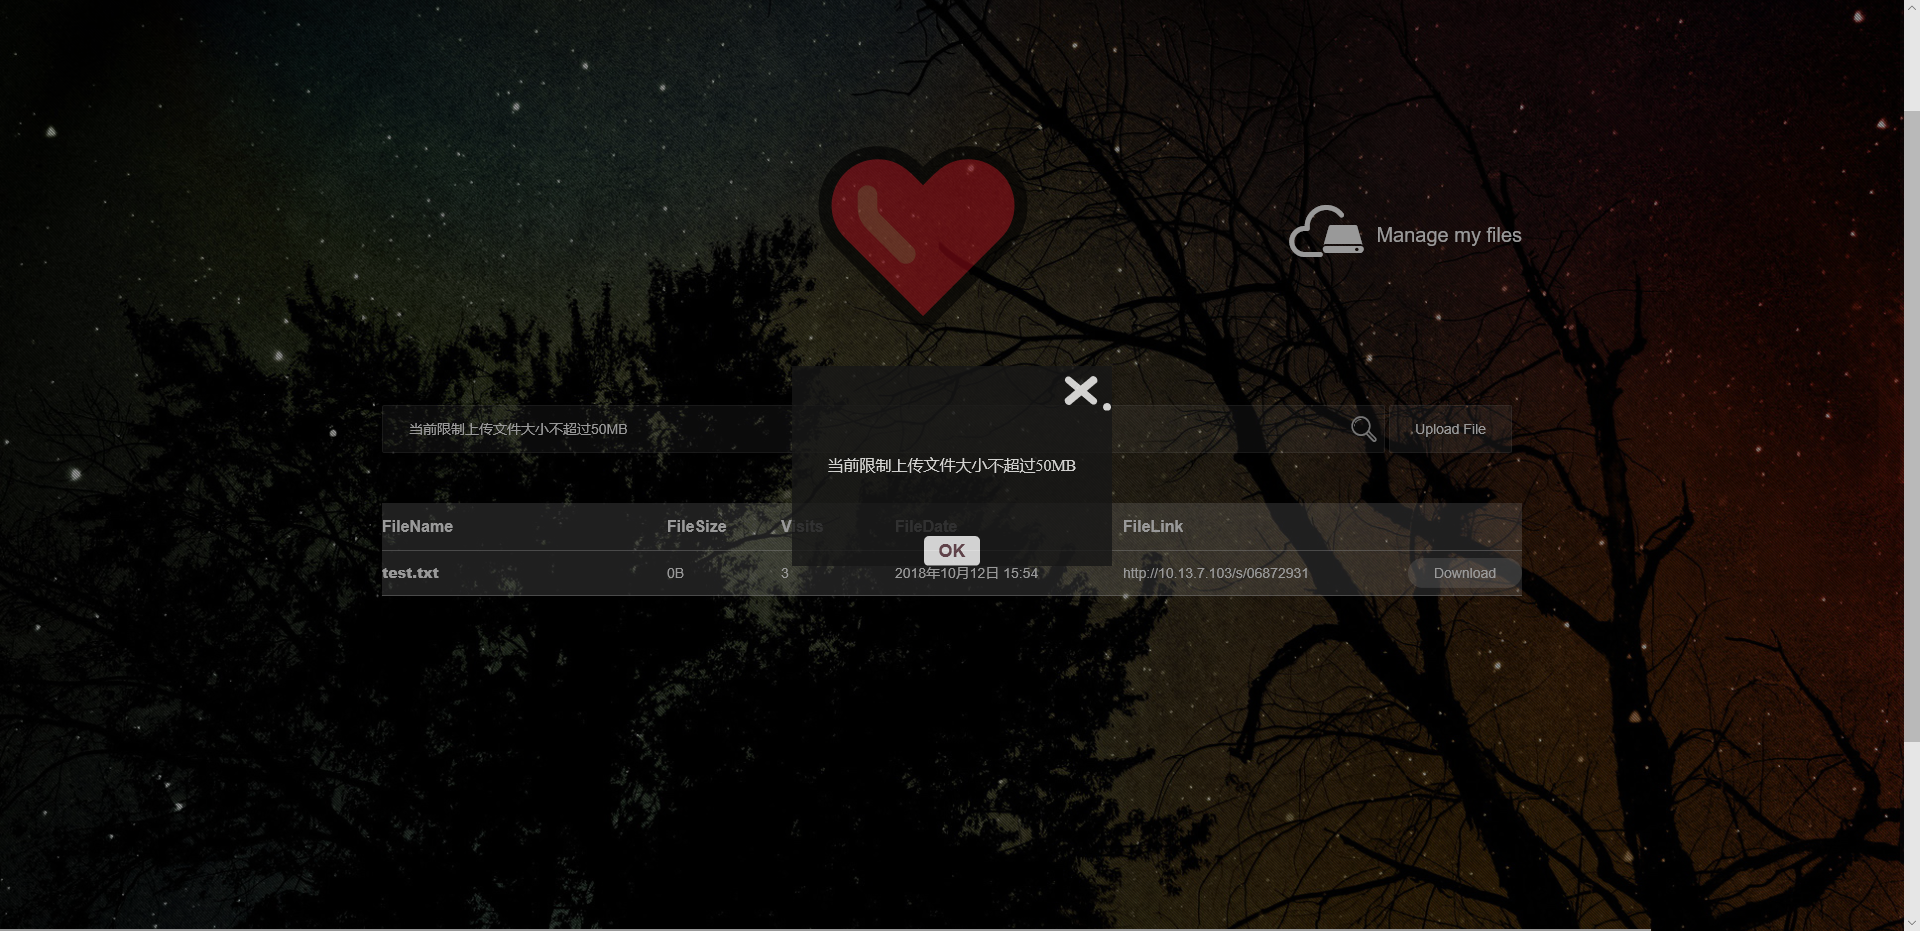 Manage my files
当前限制上传文件大小不超过50MB
Upload File
当前限制上传文件大小不超过50MB
FileName FileSize Visits FileDate FileLink
OK
test.txt 0B 3 2018年10月12日 15:54 http://10.13.7.103/s/06872931 Download